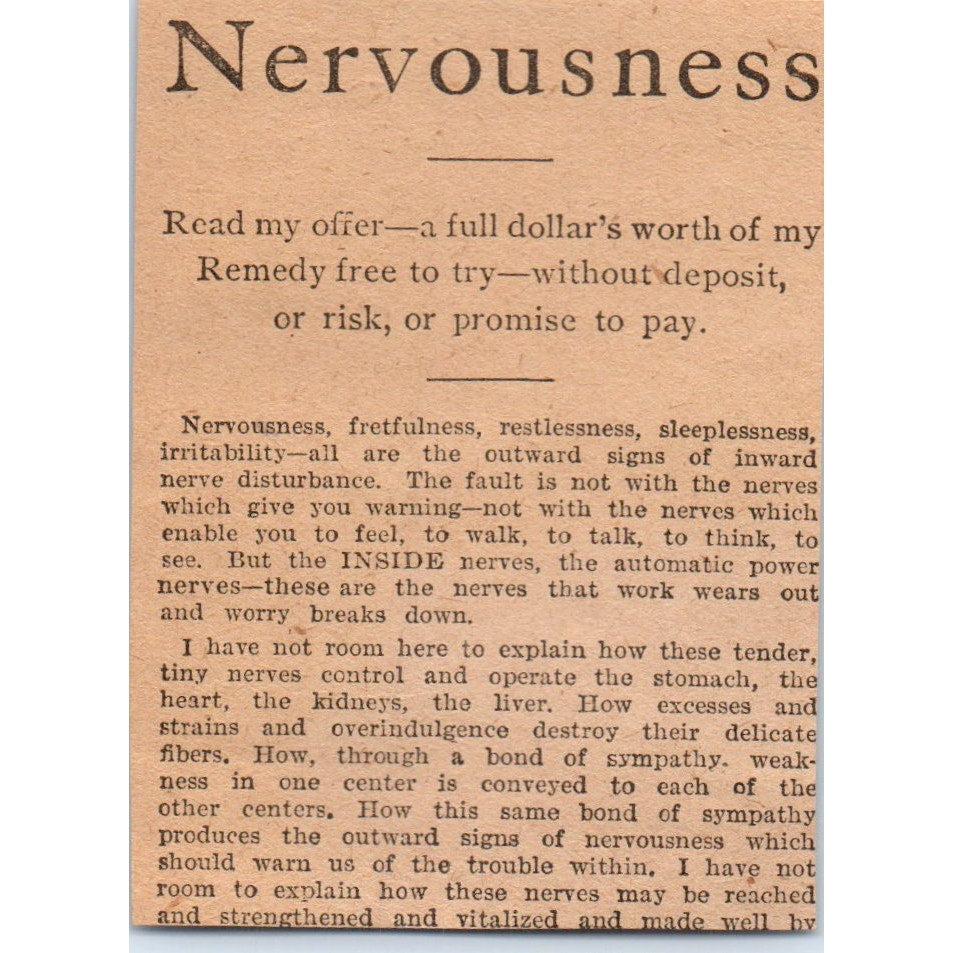 Nervousness
Read my offer—a full dollar's worth of my
Remedy free to try—without deposit,
or risk, or promise to pay.
Nervousness, fretfulness, restlessness, sleeplessness,
irritability—all are the outward signs of inward
nerve disturbance. The fault is not with the nerves
which give you warning—not with the nerves which
enable you to feel, to walk, to talk, to think, to
see. But the INSIDE nerves, the automatic power
nerves—these are the nerves that work wears out
and worry breaks down.
I have not room here to explain how these tender,
tiny nerves control and operate the stomach, the
heart, the kidneys, the liver. How excesses and
strains and overindulgence destroy their delicate
fibers. How, through a bond of sympathy. weak-
ness in one center is conveyed to each of the
other centers. How this same bond of sympathy
produces the outward signs of nervousness which
should warn us of the trouble within. I have not
room to explain how these nerves may be reached
and strengthened and vitalized and made well by